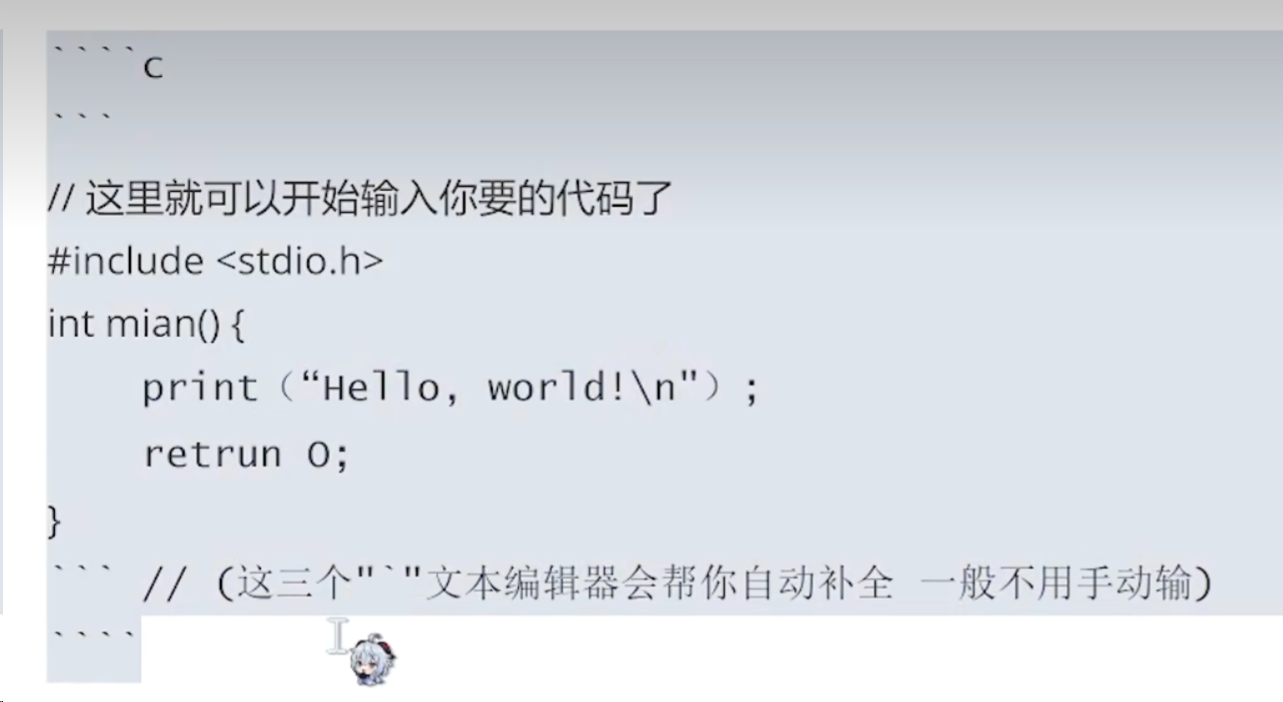 ````c
```
// 这里就可以开始输入你要的代码了
#include <stdio.h>
int mian() {
    print（“Hello, world!\n"）;
    retrun O;
}
``` // (这三个"`"文本编辑器会帮你自动补全 一般不用手动输)
````